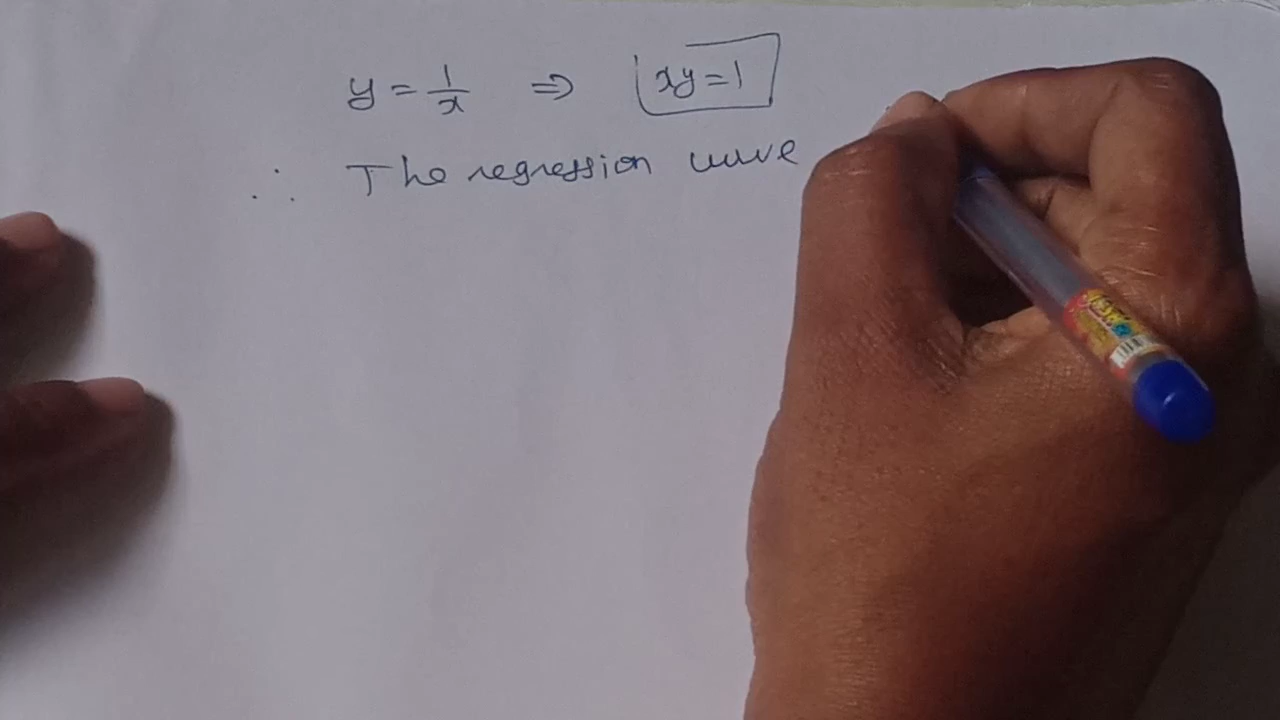 y = 1/x ⇒ xy = 1
∴ The regression curve